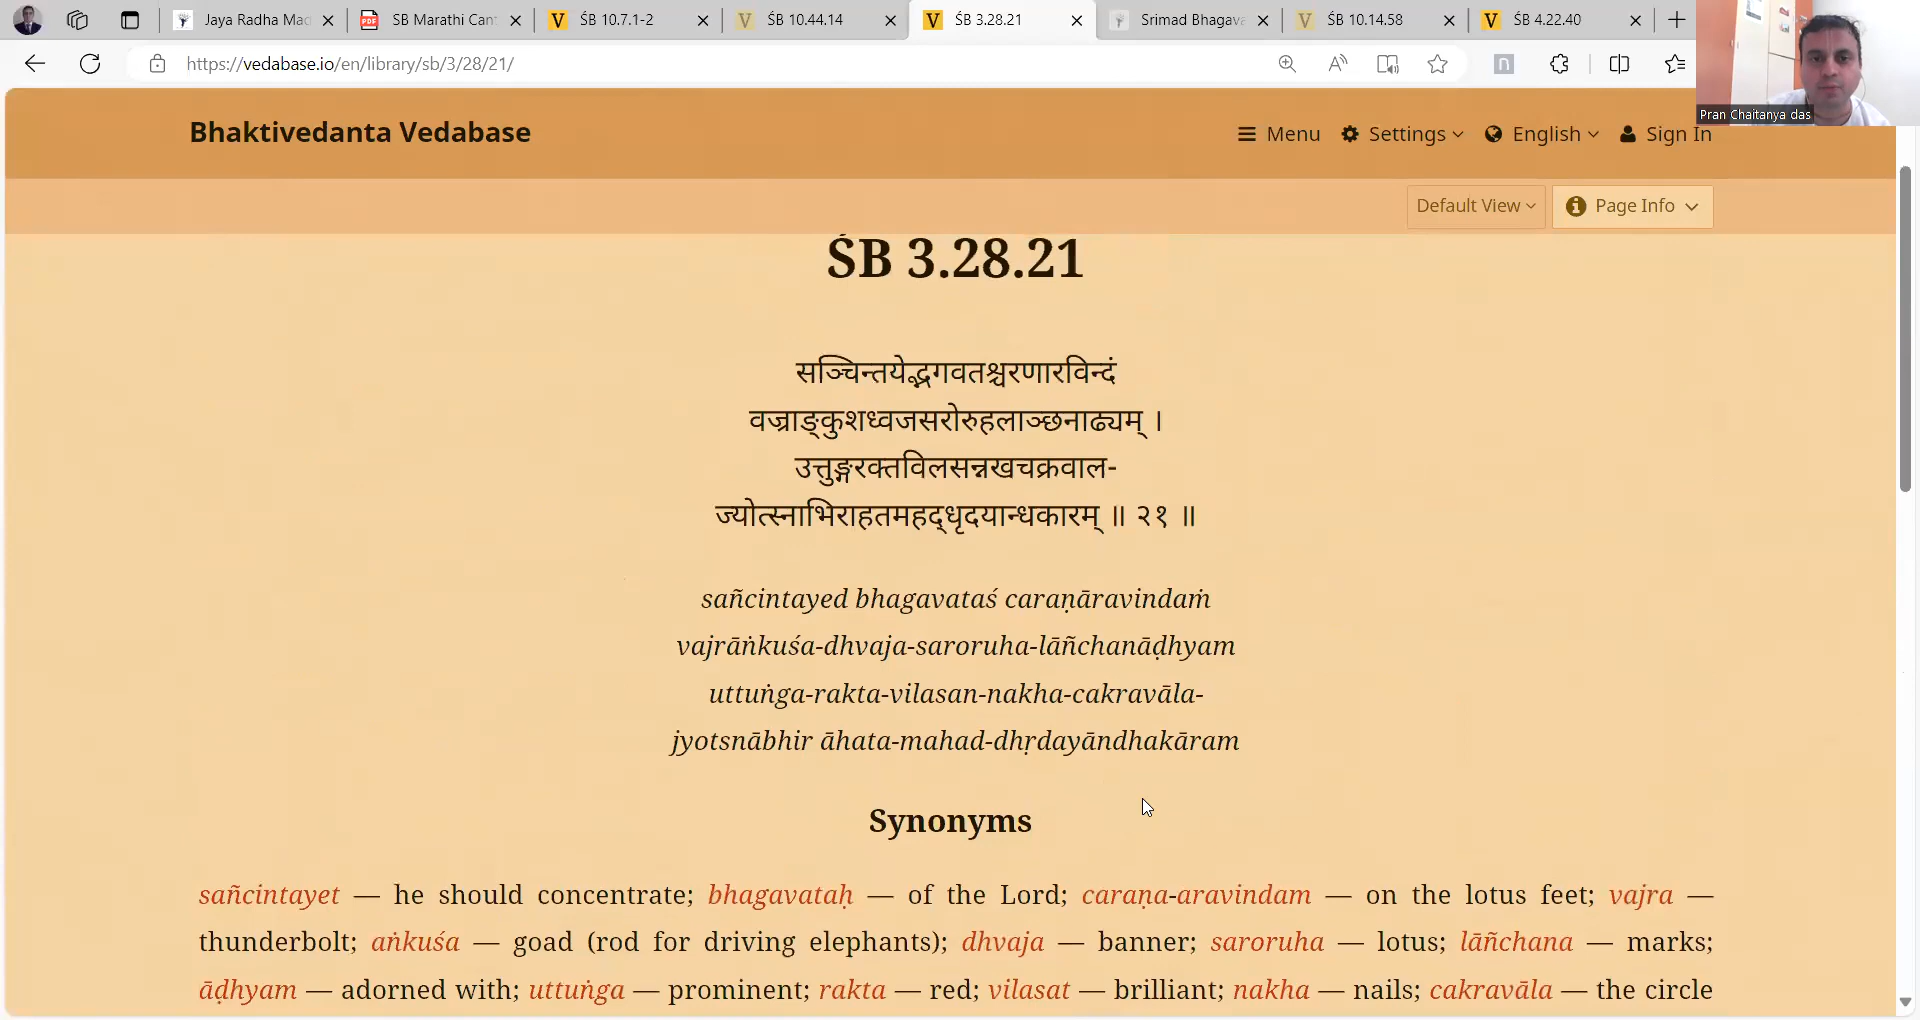 Jaya Radha Mad
SB Marathi Cant
ŚB 10.7.1-2
ŚB 10.44.14
ŚB 3.28.21
Srimad Bhagava
ŚB 10.14.58
ŚB 4.22.40
https://vedabase.io/en/library/sb/3/28/21/
Pran Chaitanya das
Bhaktivedanta Vedabase
Menu Settings English Sign In
Default View Page Info
ŚB 3.28.21
सञ्चिन्तयेद्भगवतश्चरणारविन्दं
वज्राङ्कुशध्वजसरोरुहलाञ्छनाढ्यम् ।
उत्तुङ्गरक्तविलसन्नखचक्रवाल-
ज्योत्स्नाभिराहतमहद्‍धृदयान्धकारम् ॥ २१ ॥
sañcintayed bhagavataś caraṇāravindaṁ
vajrāṅkuśa-dhvaja-saroruha-lāñchanāḍhyam
uttuṅga-rakta-vilasan-nakha-cakravāla-
jyotsnābhir āhata-mahad-dhṛdayāndhakāram
Synonyms
sañcintayet — he should concentrate; bhagavataḥ — of the Lord; caraṇa-aravindam — on the lotus feet; vajra —
thunderbolt; aṅkuśa — goad (rod for driving elephants); dhvaja — banner; saroruha — lotus; lāñchana — marks;
āḍhyam — adorned with; uttuṅga — prominent; rakta — red; vilasat — brilliant; nakha — nails; cakravāla — the circle